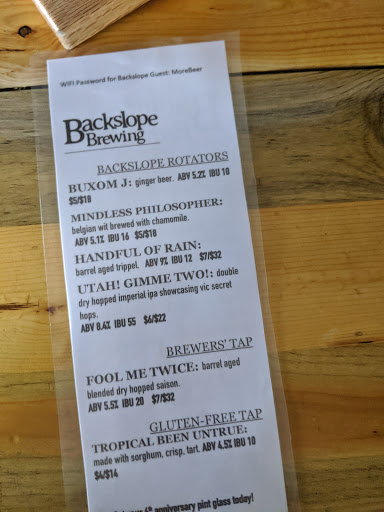 WIFI Password for Backslope Guest: MoreBeer
Backslope
Brewing
BACKSLOPE ROTATORS
BUXOM J: ginger beer. ABV 5.2% IBU 10
$5/$18
MINDLESS PHILOSOPHER:
belgian wit brewed with chamomile.
ABV 5.1% IBU 16 $5/$18
HANDFUL OF RAIN:
barrel aged trippel. ABV 9% IBU 12 $7/$32
UTAH! GIMME TWO!: double
dry hopped imperial ipa showcasing vic secret
hops.
ABV 8.4% IBU 55 $6/$22
BREWERS' TAP
FOOL ME TWICE: barrel aged
blended dry hopped saison.
ABV 5.5% IBU 20 $7/$32
GLUTEN-FREE TAP
TROPICAL BEEN UNTRUE:
made with sorghum, crisp, tart. ABV 4.5% IBU 10
$4/$14
anniversary pint glass today!